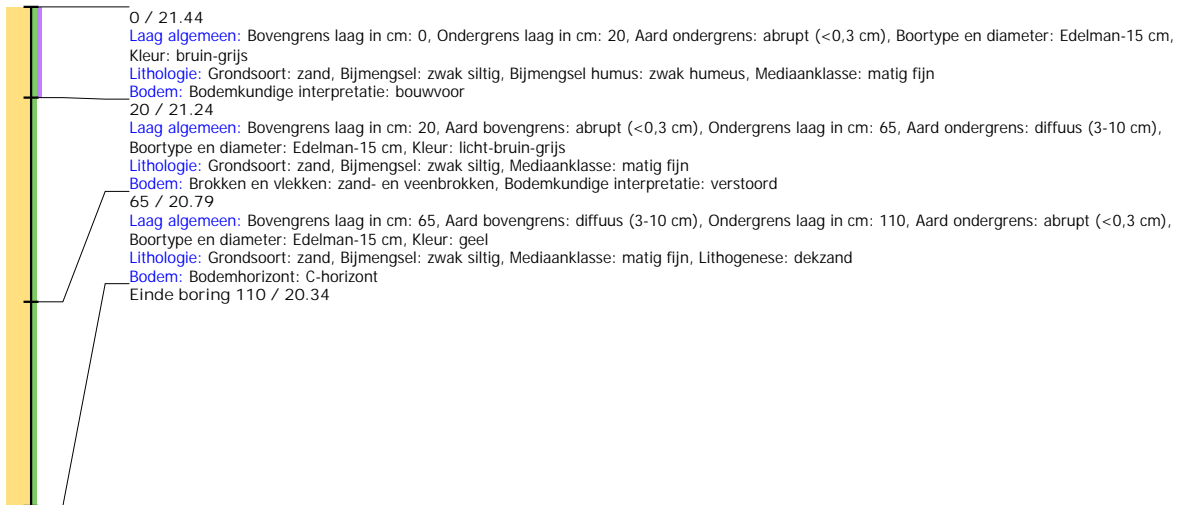 0 / 21.44
Laag algemeen: Bovengrens laag in cm: 0, Ondergrens laag in cm: 20, Aard ondergrens: abrupt (<0,3 cm), Boortype en diameter: Edelman-15 cm,
Kleur: bruin-grijs
Lithologie: Grondsoort: zand, Bijmengsel: zwak siltig, Bijmengsel humus: zwak humeus, Mediaanklasse: matig fijn
Bodem: Bodemkundige interpretatie: bouwvoor
20 / 21.24
Laag algemeen: Bovengrens laag in cm: 20, Aard bovengrens: abrupt (<0,3 cm), Ondergrens laag in cm: 65, Aard ondergrens: diffuus (3-10 cm),
Boortype en diameter: Edelman-15 cm, Kleur: licht-bruin-grijs
Lithologie: Grondsoort: zand, Bijmengsel: zwak siltig, Mediaanklasse: matig fijn
Bodem: Brokken en vlekken: zand- en veenbrokken, Bodemkundige interpretatie: verstoord
65 / 20.79
Laag algemeen: Bovengrens laag in cm: 65, Aard bovengrens: diffuus (3-10 cm), Ondergrens laag in cm: 110, Aard ondergrens: abrupt (<0,3 cm),
Boortype en diameter: Edelman-15 cm, Kleur: geel
Lithologie: Grondsoort: zand, Bijmengsel: zwak siltig, Mediaanklasse: matig fijn, Lithogenese: dekzand
Bodem: Bodemhorizont: C-horizont
Einde boring 110 / 20.34